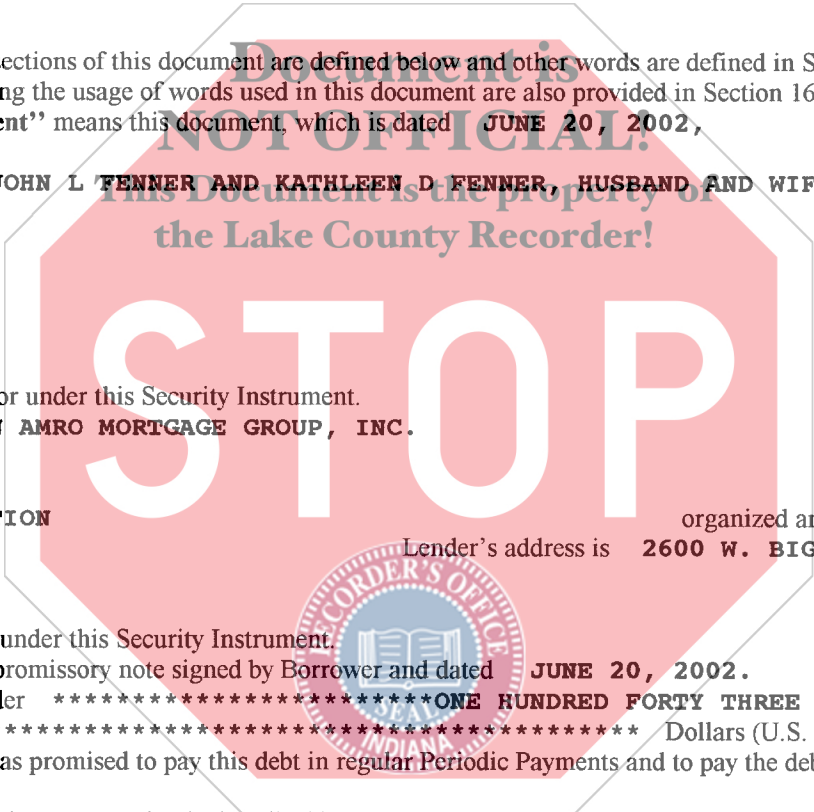 Document is
ections of this document are defined below and other words are defined in S
ng the usage of words used in this document are also provided in Section 16
ent” means this document, which is dated JUNE 20, 2002,
NOT OFFICIAL!
OHN L FENNER AND KATHLEEN D FENNER, HUSBAND AND WIF
This Document is the property of
the Lake County Recorder!
STOP
or under this Security Instrument.
AMRO MORTGAGE GROUP, INC.
TION organized an
Lender's address is 2600 W. BIG
RECORDER'S OFFICE
under this Security Instrument.
promissory note signed by Borrower and dated JUNE 20, 2002.
der ************************ONE HUNDRED FORTY THREE
SEAL
**************************************** Dollars (U.S.
INDIANA
as promised to pay this debt in regular Periodic Payments and to pay the deb